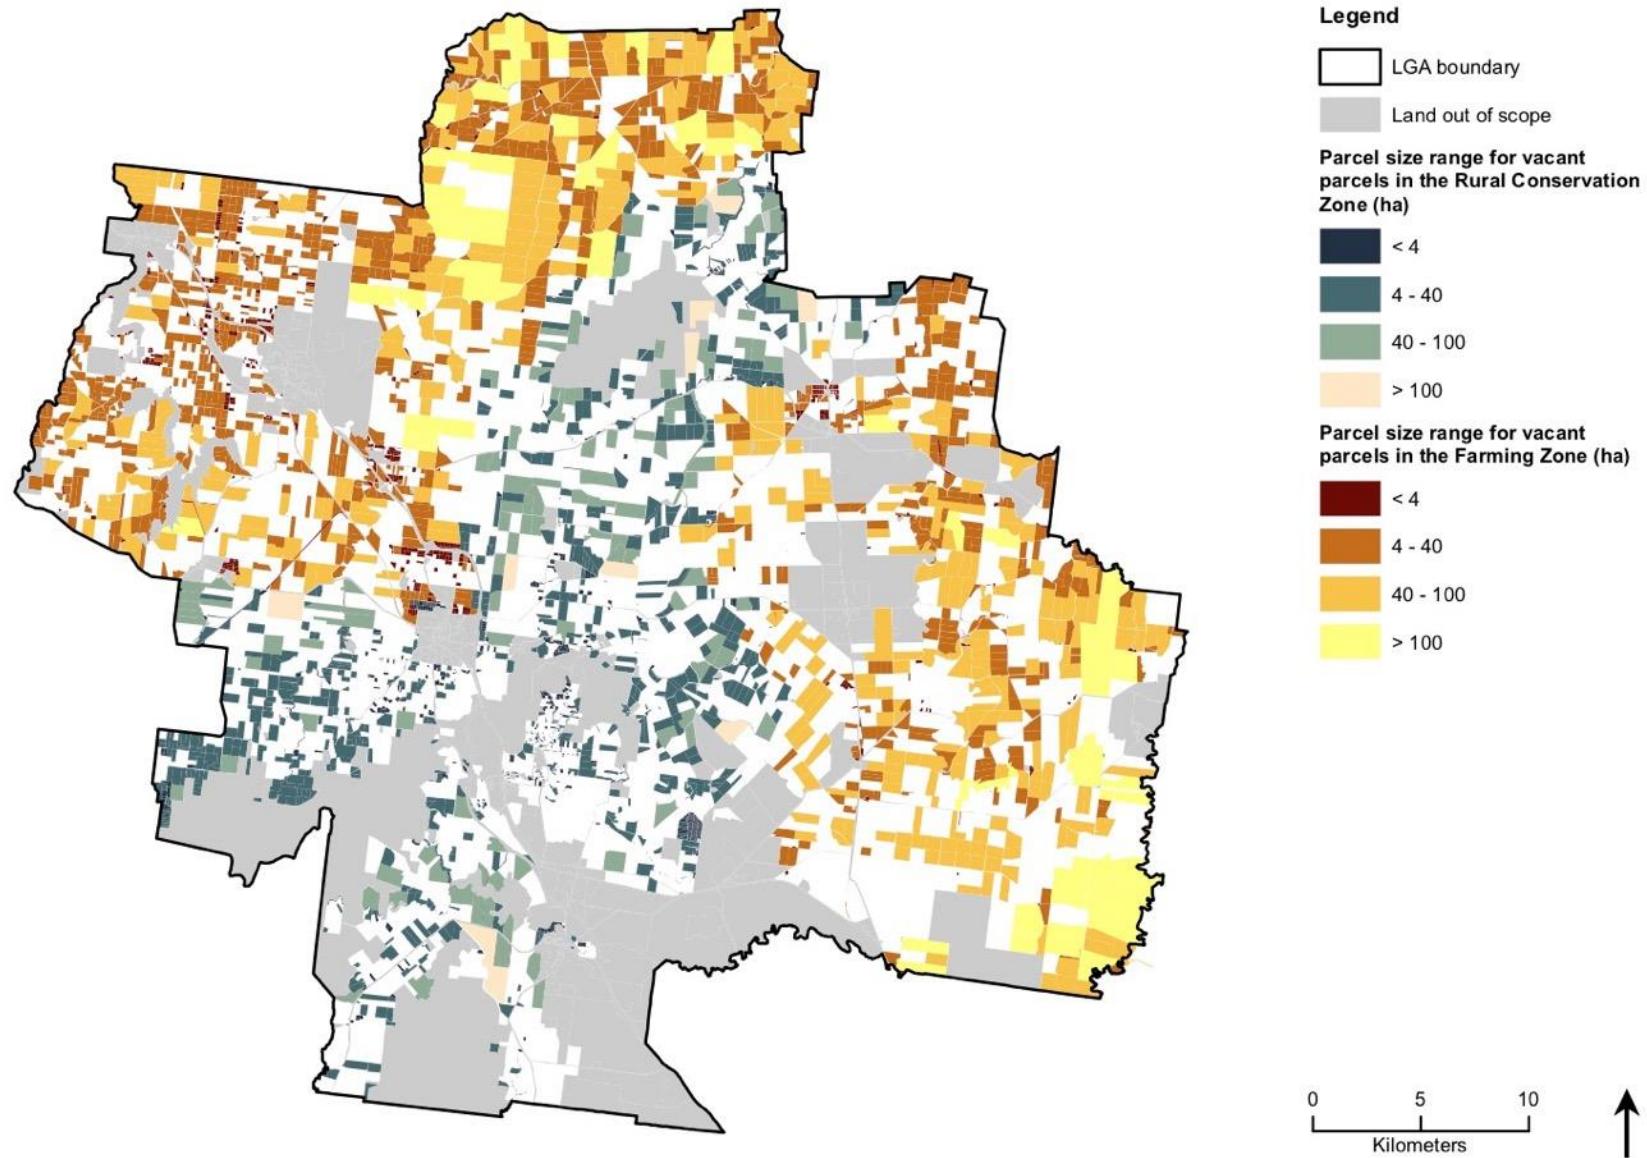 Legend
LGA boundary
Land out of scope
Parcel size range for vacant
parcels in the Rural Conservation
Zone (ha)
< 4
4 - 40
40 - 100
> 100
Parcel size range for vacant
parcels in the Farming Zone (ha)
< 4
4 - 40
40 - 100
> 100
0 5 10
Kilometers